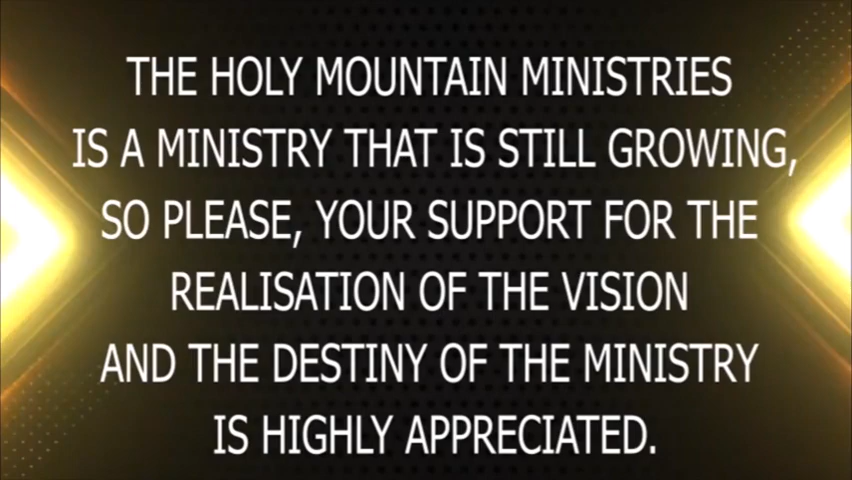 THE HOLY MOUNTAIN MINISTRIES
IS A MINISTRY THAT IS STILL GROWING,
SO PLEASE, YOUR SUPPORT FOR THE
REALISATION OF THE VISION
AND THE DESTINY OF THE MINISTRY
IS HIGHLY APPRECIATED.